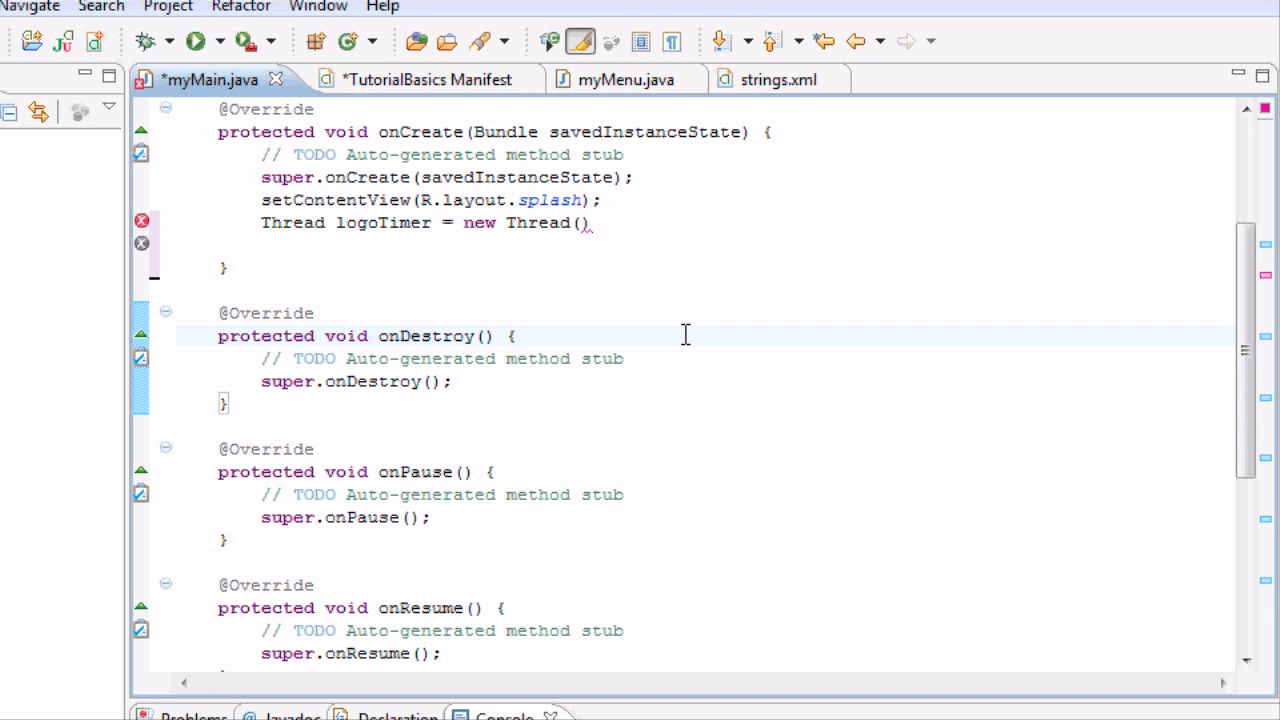 Navigate Search Project Refactor Window Help
*myMain.java *TutorialBasics Manifest myMenu.java strings.xml
@Override
protected void onCreate(Bundle savedInstanceState) {
// TODO Auto-generated method stub
super.onCreate(savedInstanceState);
setContentView(R.layout.splash);
Thread logoTimer = new Thread()
}
@Override
protected void onDestroy() {
// TODO Auto-generated method stub
super.onDestroy();
}
@Override
protected void onPause() {
// TODO Auto-generated method stub
super.onPause();
}
@Override
protected void onResume() {
// TODO Auto-generated method stub
super.onResume();
Problems @ Javadoc Declaration Console